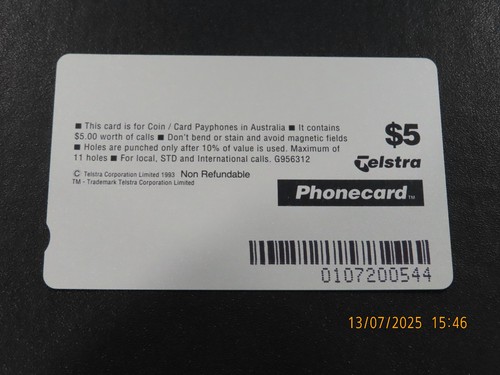 ■ This card is for Coin / Card Payphones in Australia ■ It contains
$5.00 worth of calls ■ Don't bend or stain and avoid magnetic fields
■ Holes are punched only after 10% of value is used. Maximum of
11 holes ■ For local, STD and International calls. G956312
© Telstra Corporation Limited 1993 Non Refundable
TM - Trademark Telstra Corporation Limited
$5
Telstra
Phonecard™
0107200544
13/07/2025 15:46